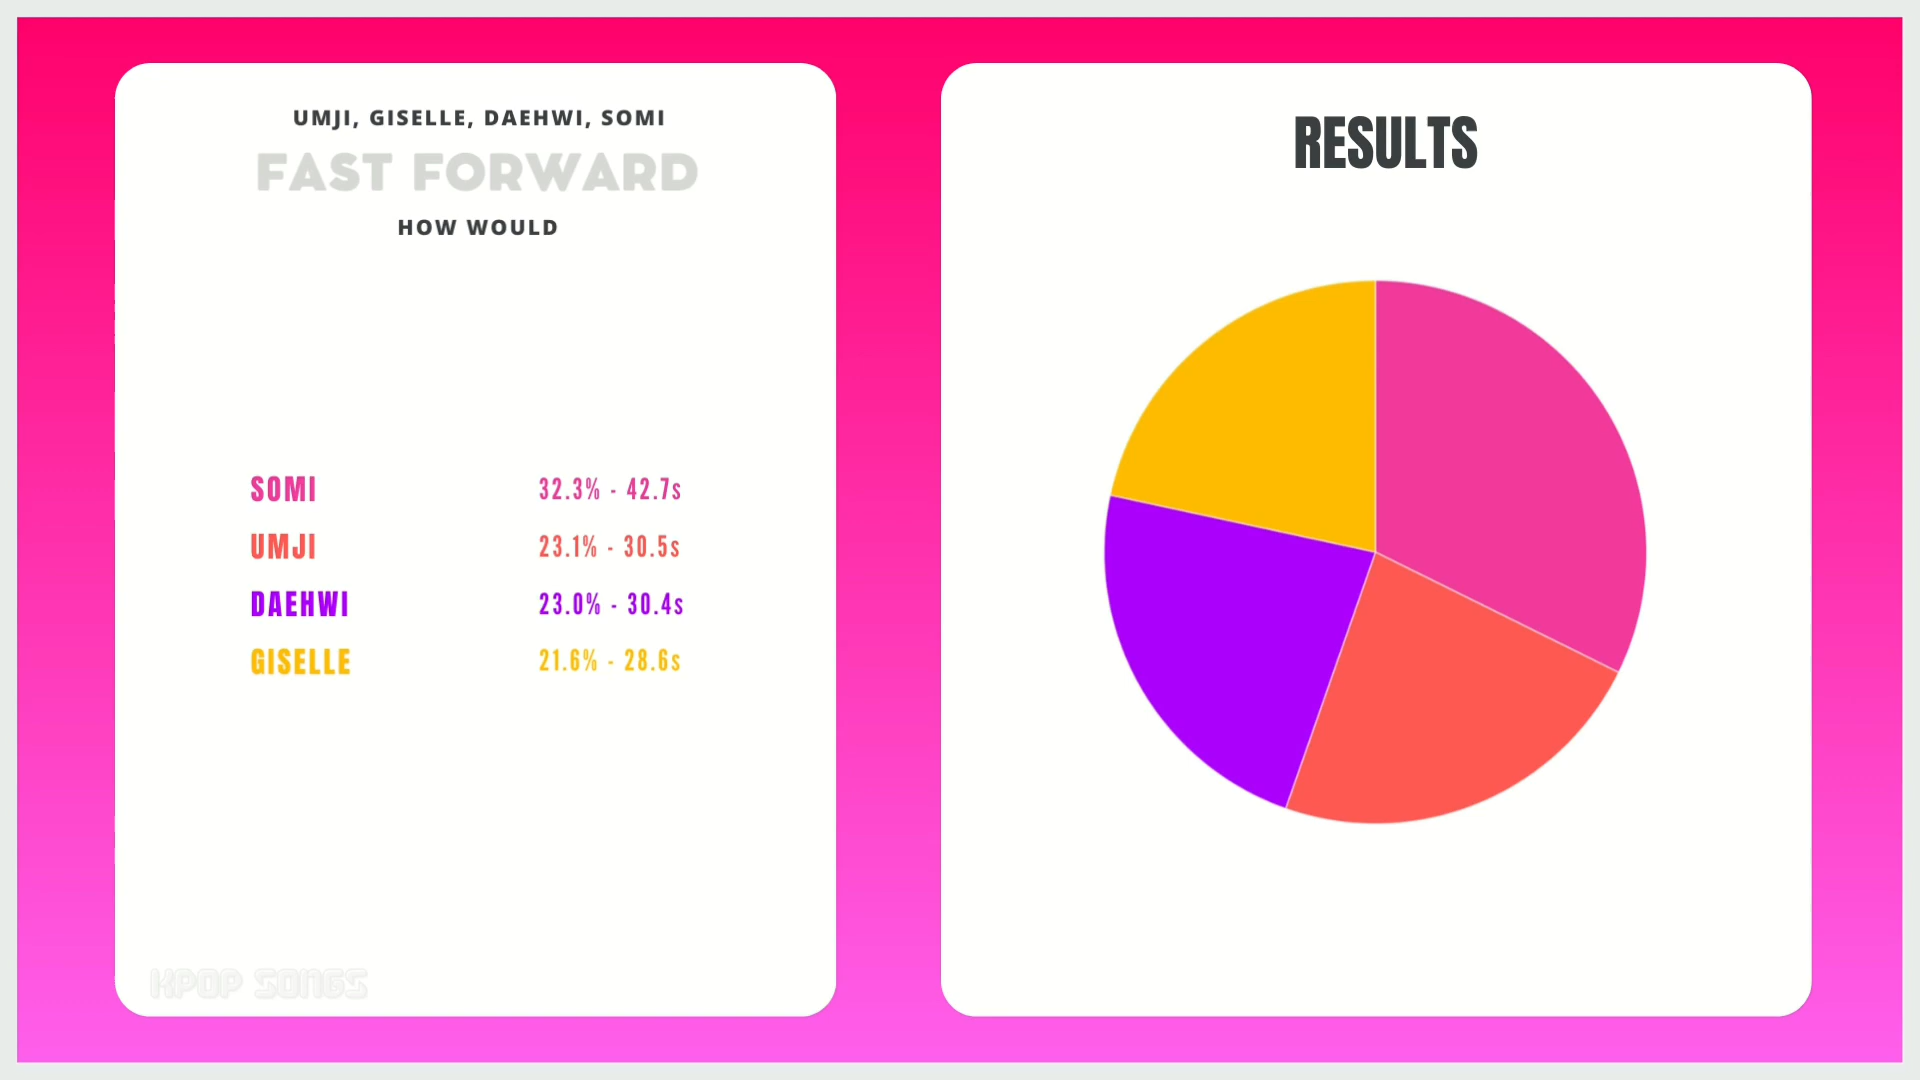 UMJI, GISELLE, DAEHWI, SOMI
FAST FORWARD
HOW WOULD
SOMI 32.3% - 42.7s
UMJI 23.1% - 30.5s
DAEHWI 23.0% - 30.4s
GISELLE 21.6% - 28.6s
KPOP SONGS
RESULTS